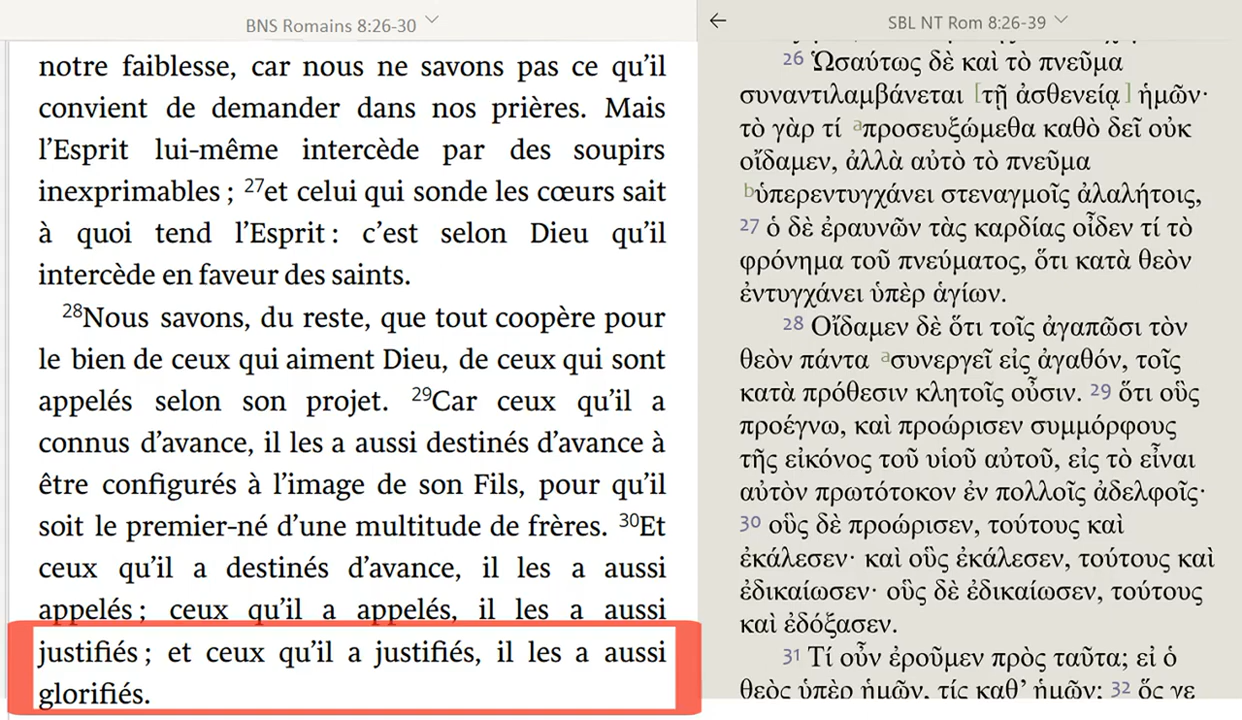 BNS Romains 8:26-30
notre faiblesse, car nous ne savons pas ce qu’il
convient de demander dans nos prières. Mais
l’Esprit lui-même intercède par des soupirs
inexprimables ; 27et celui qui sonde les cœurs sait
à quoi tend l’Esprit : c’est selon Dieu qu’il
intercède en faveur des saints.
28Nous savons, du reste, que tout coopère pour
le bien de ceux qui aiment Dieu, de ceux qui sont
appelés selon son projet. 29Car ceux qu’il a
connus d’avance, il les a aussi destinés d’avance à
être configurés à l’image de son Fils, pour qu’il
soit le premier-né d’une multitude de frères. 30Et
ceux qu’il a destinés d’avance, il les a aussi
appelés ; ceux qu’il a appelés, il les a aussi
justifiés ; et ceux qu’il a justifiés, il les a aussi
glorifiés.
SBL NT Rom 8:26-39
26 Ὡσαύτως δὲ καὶ τὸ πνεῦμα
συναντιλαμβάνεται [τῇ ἀσθενείᾳ] ἡμῶν·
τὸ γὰρ τί aπροσευξώμεθα καθὸ δεῖ οὐκ
οἴδαμεν, ἀλλὰ αὐτὸ τὸ πνεῦμα
bὑπερεντυγχάνει στεναγμοῖς ἀλαλήτοις,
27 ὁ δὲ ἐραυνῶν τὰς καρδίας οἶδεν τί τὸ
φρόνημα τοῦ πνεύματος, ὅτι κατὰ θεὸν
ἐντυγχάνει ὑπὲρ ἁγίων.
28 Οἴδαμεν δὲ ὅτι τοῖς ἀγαπῶσι τὸν
θεὸν πάντα aσυνεργεῖ εἰς ἀγαθόν, τοῖς
κατὰ πρόθεσιν κλητοῖς οὖσιν. 29 ὅτι οὓς
προέγνω, καὶ προώρισεν συμμόρφους
τῆς εἰκόνος τοῦ υἱοῦ αὐτοῦ, εἰς τὸ εἶναι
αὐτὸν πρωτότοκον ἐν πολλοῖς ἀδελφοῖς·
30 οὓς δὲ προώρισεν, τούτους καὶ
ἐκάλεσεν· καὶ οὓς ἐκάλεσεν, τούτους καὶ
ἐδικαίωσεν· οὓς δὲ ἐδικαίωσεν, τούτους
καὶ ἐδόξασεν.
31 Τί οὖν ἐροῦμεν πρὸς ταῦτα; εἰ ὁ
θεὸς ὑπὲρ ἡμῶν, τίς καθ’ ἡμῶν; 32 ὅς γε